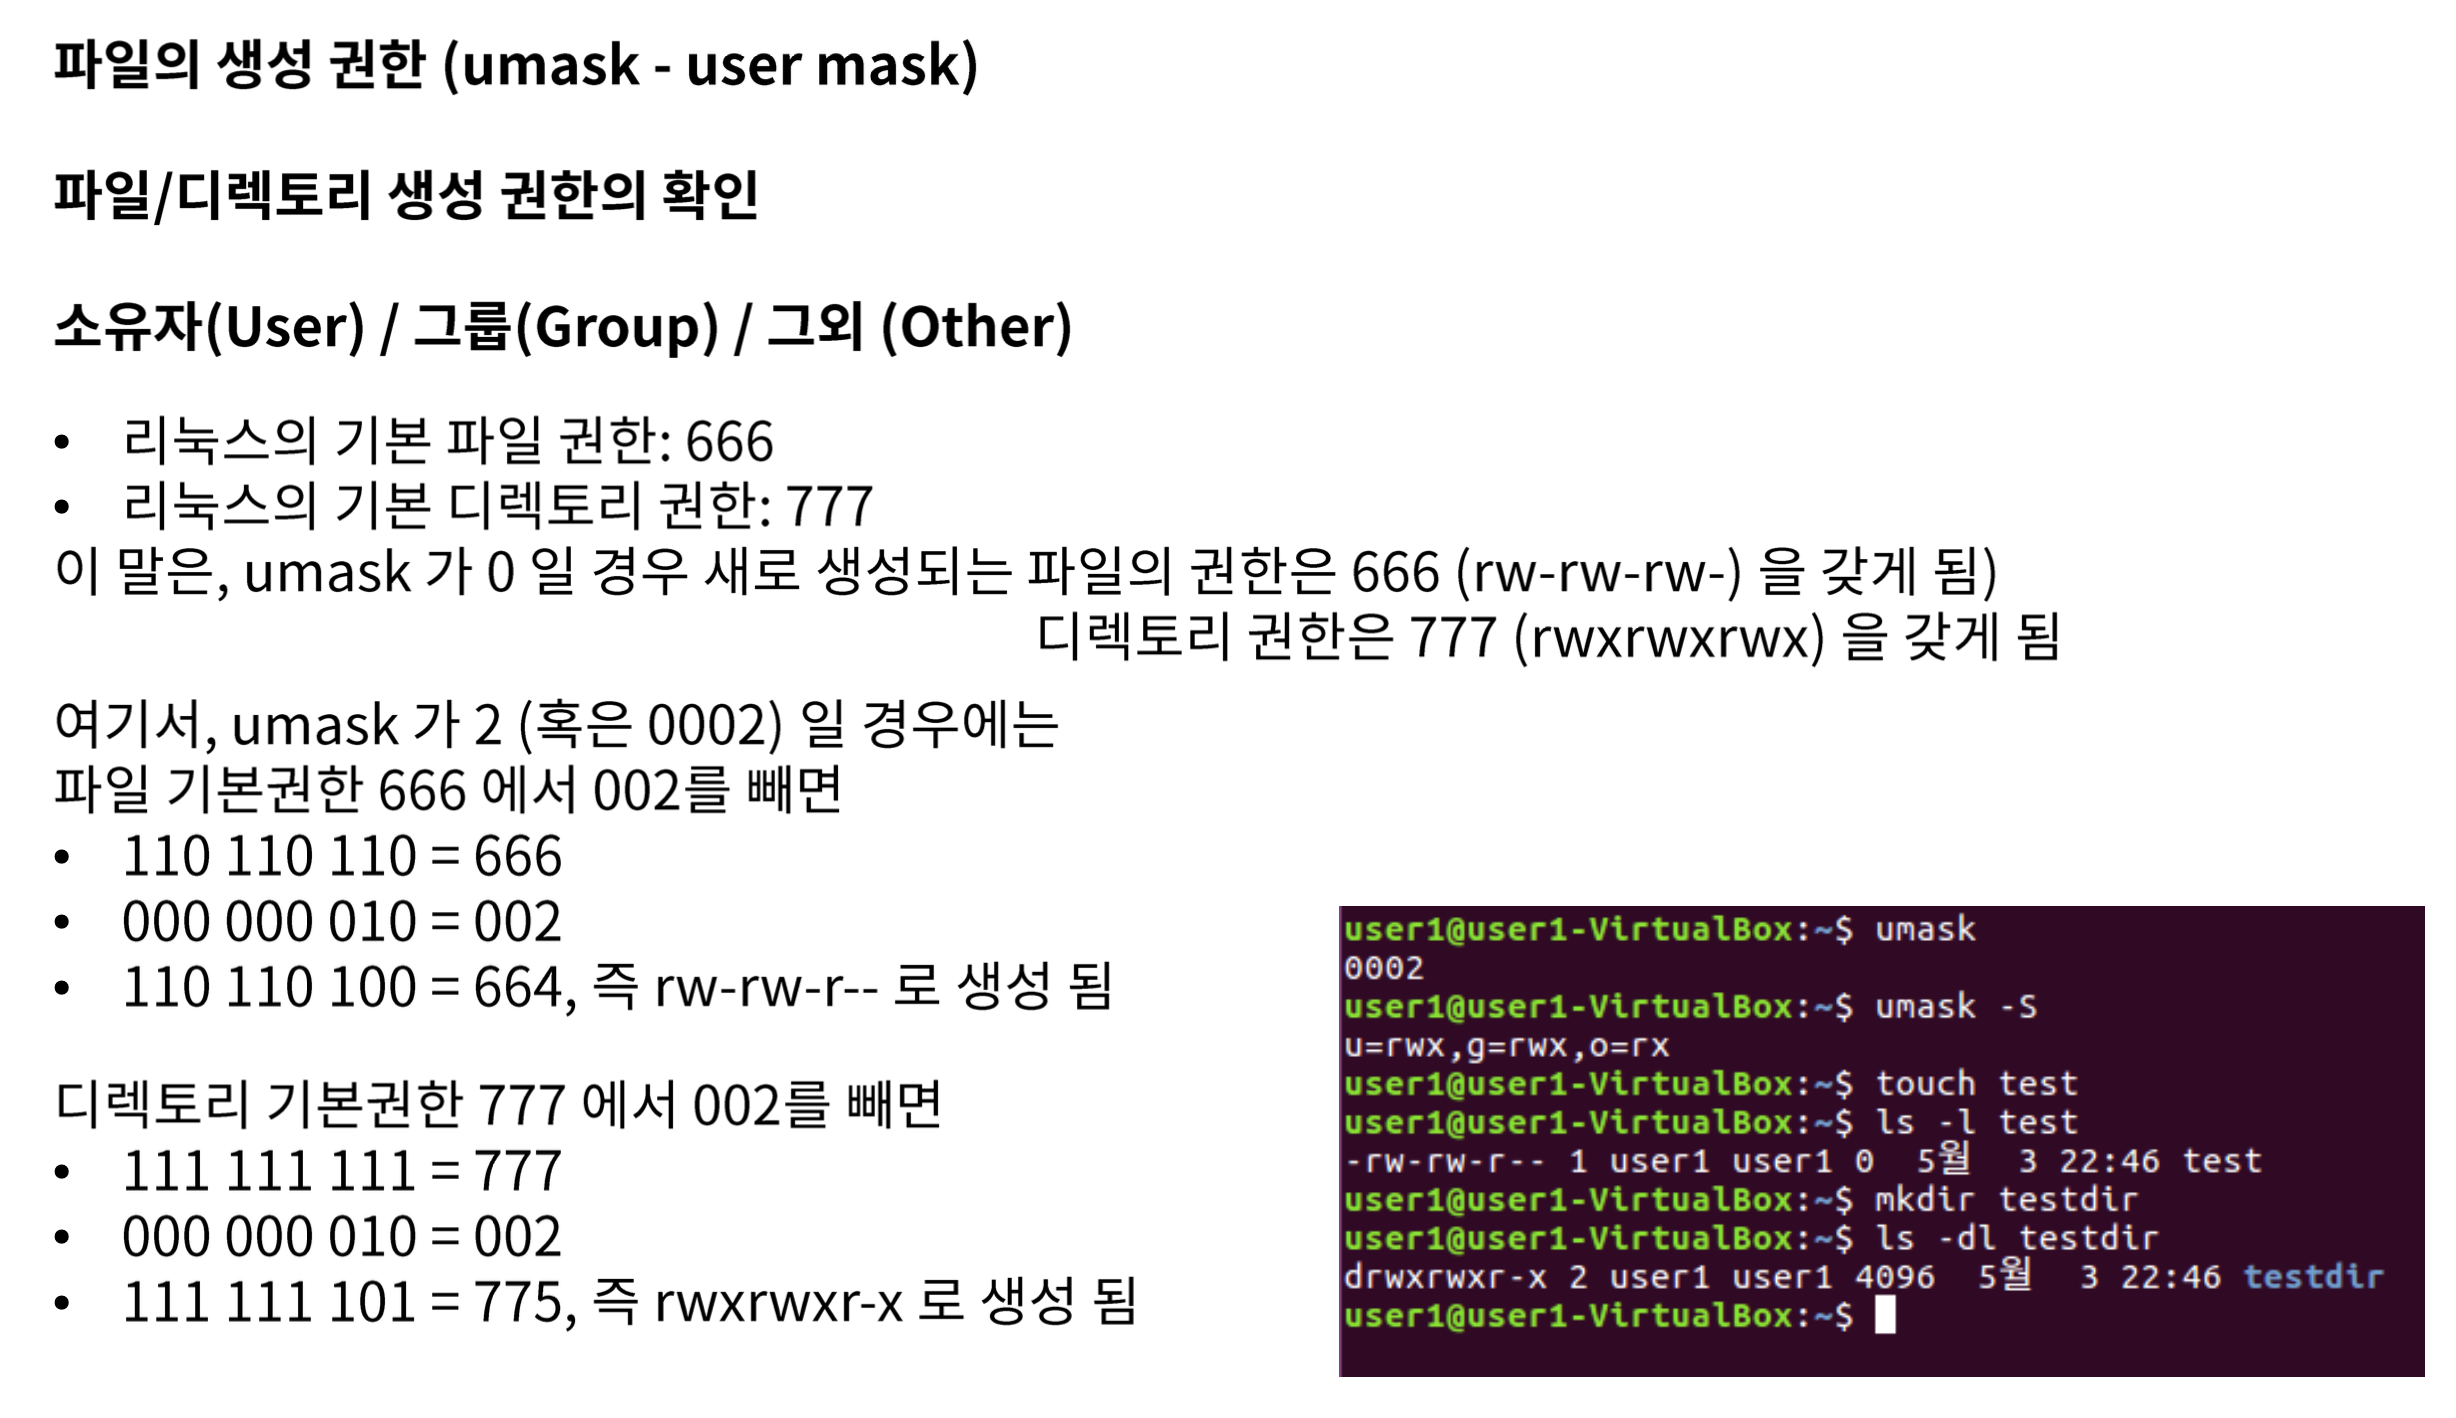 파일의 생성 권한 (umask - user mask)
파일/디렉토리 생성 권한의 확인
소유자(User) / 그룹(Group) / 그외 (Other)
• 리눅스의 기본 파일 권한: 666
• 리눅스의 기본 디렉토리 권한: 777
이 말은, umask 가 0 일 경우 새로 생성되는 파일의 권한은 666 (rw-rw-rw-) 을 갖게 됨)
디렉토리 권한은 777 (rwxrwxrwx) 을 갖게 됨
여기서, umask 가 2 (혹은 0002) 일 경우에는
파일 기본권한 666 에서 002를 빼면
• 110 110 110 = 666
• 000 000 010 = 002
• 110 110 100 = 664, 즉 rw-rw-r-- 로 생성 됨
디렉토리 기본권한 777 에서 002를 빼면
• 111 111 111 = 777
• 000 000 010 = 002
• 111 111 101 = 775, 즉 rwxrwxr-x 로 생성 됨
user1@user1-VirtualBox:~$ umask
0002
user1@user1-VirtualBox:~$ umask -S
u=rwx,g=rwx,o=rx
user1@user1-VirtualBox:~$ touch test
user1@user1-VirtualBox:~$ ls -l test
-rw-rw-r-- 1 user1 user1 0  5월  3 22:46 test
user1@user1-VirtualBox:~$ mkdir testdir
user1@user1-VirtualBox:~$ ls -dl testdir
drwxrwxr-x 2 user1 user1 4096  5월  3 22:46 testdir
user1@user1-VirtualBox:~$